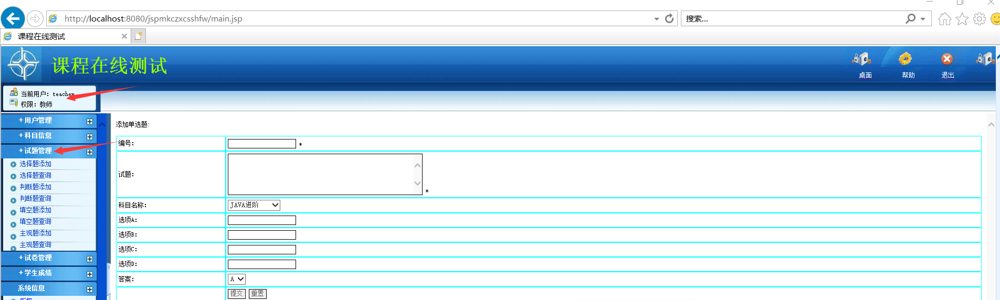 http://localhost:8080/jspmkczxcsshfw/main.jsp
搜索...
课程在线测试
课程在线测试
桌面
帮助
退出
当前用户：teacher
权限：教师
+用户管理
+科目信息
+试题管理
选择题添加
选择题查询
判断题添加
判断题查询
填空题添加
填空题查询
主观题添加
主观题查询
+试卷管理
+学生成绩
系统信息
添加单选题:
编号：
*
试题：
*
科目名称：
JAVA进阶
选项A：
选项B：
选项C：
选项D：
答案：
A
提交 重置